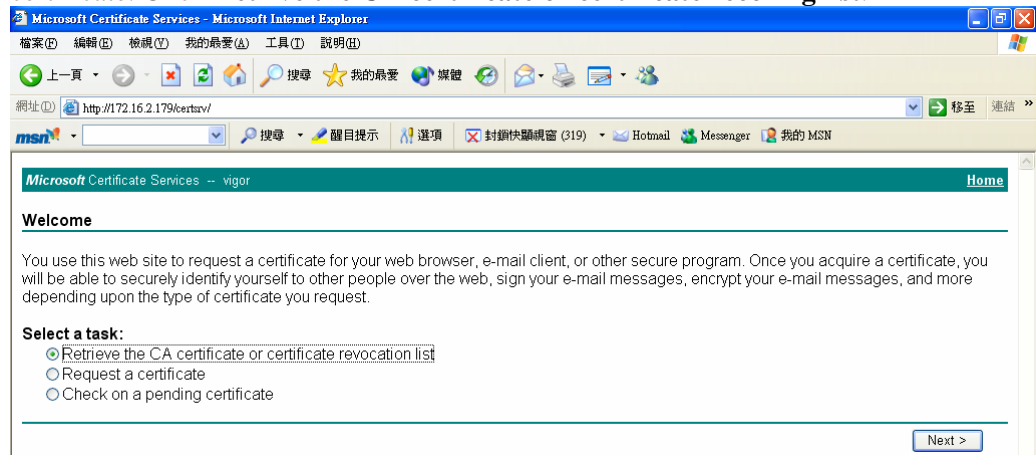 Microsoft Certificate Services - Microsoft Internet Explorer
檔案(F) 編輯(E) 檢視(V) 我的最愛(A) 工具(T) 說明(H)
上一頁 搜尋 我的最愛 媒體
網址(D) http://172.16.2.179/certsrv/ 移至 連結 »
msn 搜尋 醒目提示 選項 封鎖快顯視窗 (319) Hotmail Messenger 我的 MSN
Microsoft Certificate Services -- vigor Home
Welcome
You use this web site to request a certificate for your web browser, e-mail client, or other secure program. Once you acquire a certificate, you
will be able to securely identify yourself to other people over the web, sign your e-mail messages, encrypt your e-mail messages, and more
depending upon the type of certificate you request.
Select a task:
Retrieve the CA certificate or certificate revocation list
Request a certificate
Check on a pending certificate
Next >